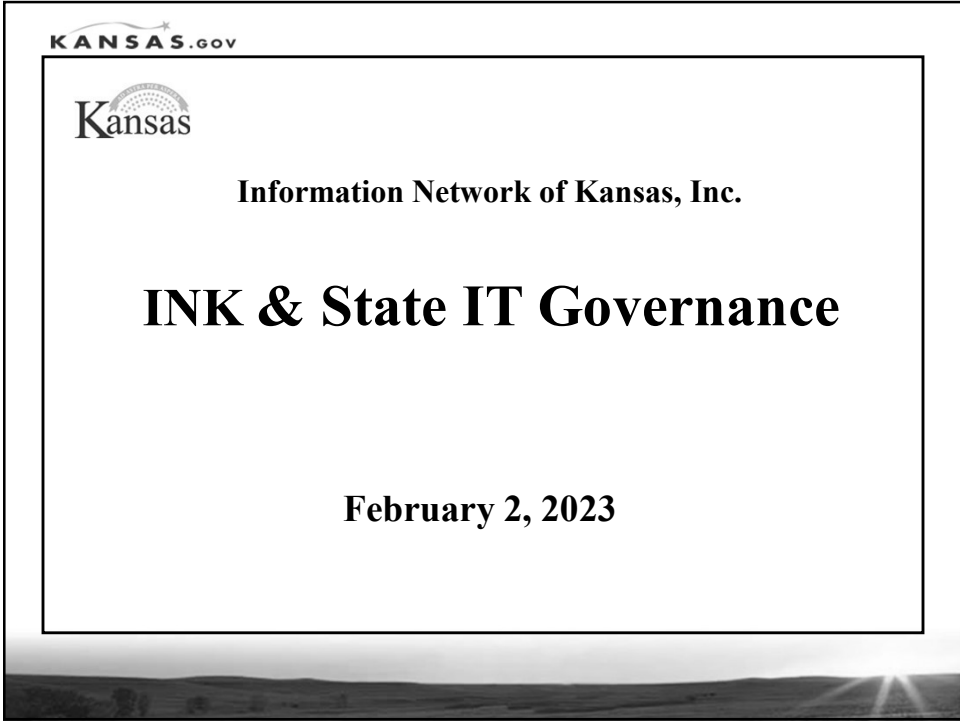 KANSAS.GOV
Kansas
Information Network of Kansas, Inc.
INK & State IT Governance
February 2, 2023